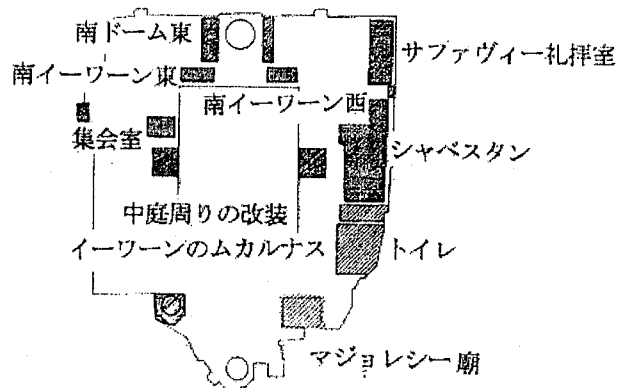 南ドーム東
サファヴィー礼拝室
南イーワーン東
南イーワーン西
集会室
シャベスタン
中庭周りの改装
イーワーンのムカルナス
トイレ
マジョレシー廟